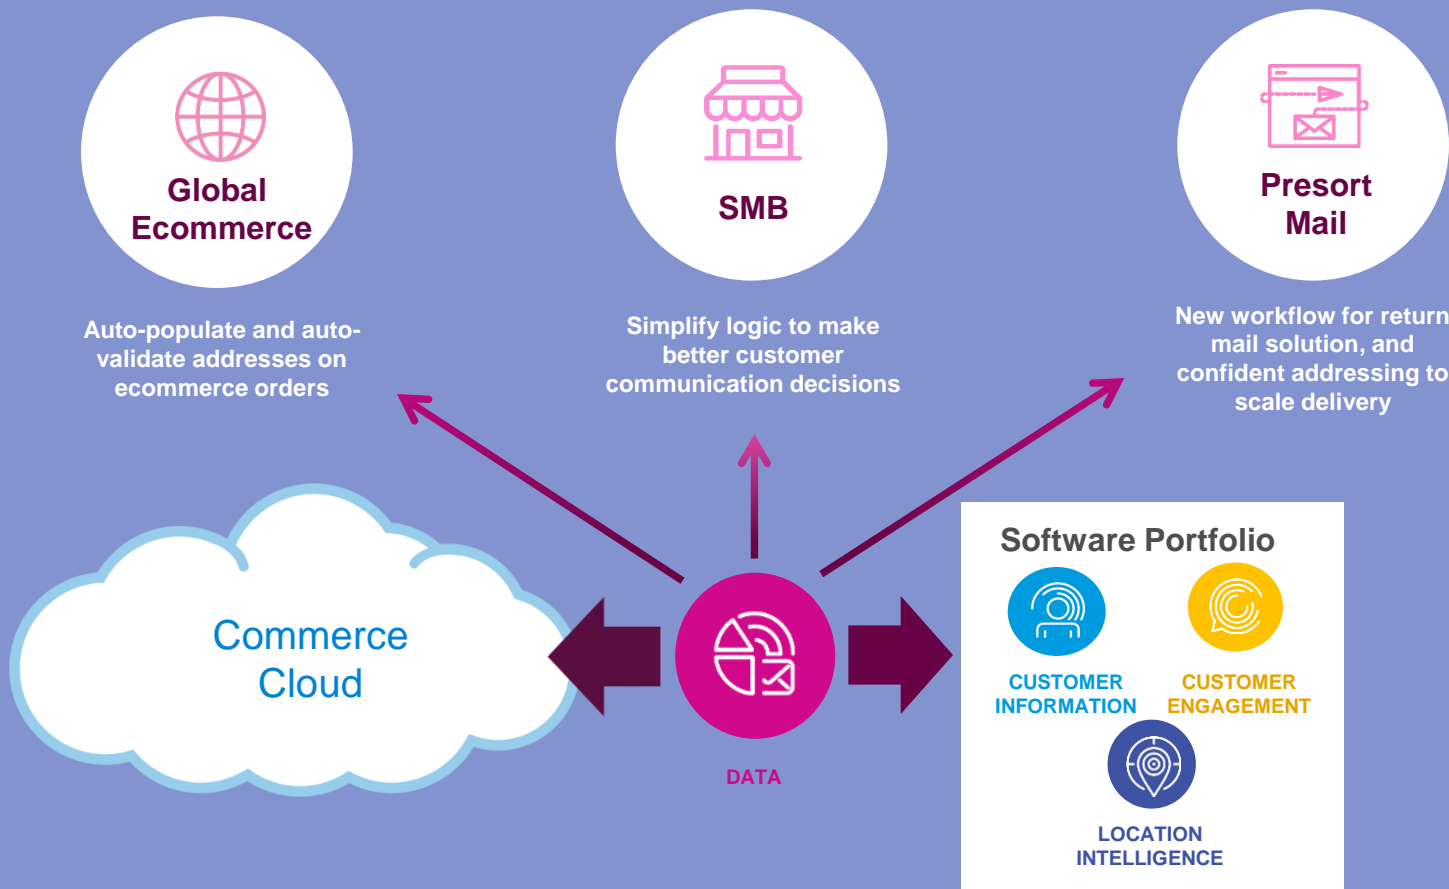 Global
Ecommerce
SMB
Presort
Mail
Auto-populate and auto-
validate addresses on
ecommerce orders
Simplify logic to make
better customer
communication decisions
New workflow for return
mail solution, and
confident addressing to
scale delivery
Commerce
Cloud
DATA
Software Portfolio
CUSTOMER
INFORMATION
CUSTOMER
ENGAGEMENT
LOCATION
INTELLIGENCE